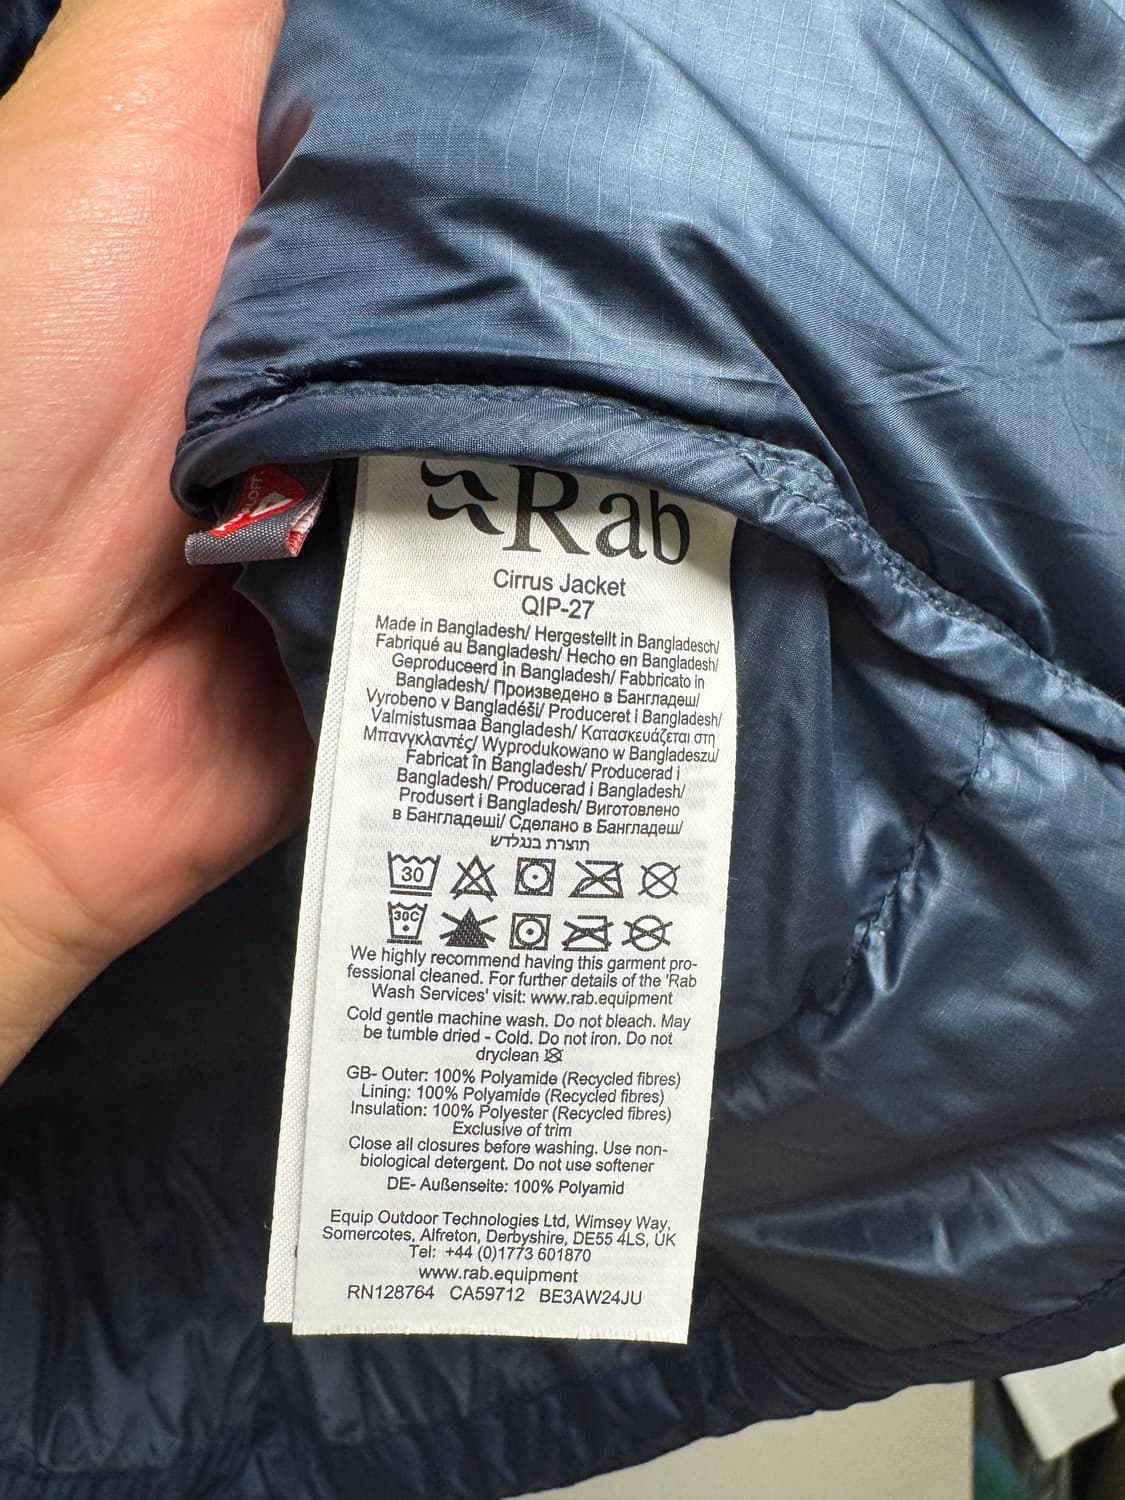 Rab
Cirrus Jacket
QIP-27
Made in Bangladesh/ Hergestellt in Bangladesch/
Fabriqué au Bangladesh/ Hecho en Bangladesh/
Geproduceerd in Bangladesh/ Fabbricato in
Bangladesh/ Произведено в Бангладеш/
Vyrobeno v Bangladéši/ Produceret i Bangladesh/
Valmistusmaa Bangladesh/ Κατασκευάζεται στη
Μπανγκλαντές/ Wyprodukowano w Bangladeszu/
Fabricat în Bangladesh/ Producerad i
Bangladesh/ Producerad i Bangladesh/
Produsert i Bangladesh/ Виготовлено
в Бангладеші/ Сделано в Бангладеш/
תוצרת בנגלדש
30
30C
We highly recommend having this garment pro-
fessional cleaned. For further details of the 'Rab
Wash Services' visit: www.rab.equipment
Cold gentle machine wash. Do not bleach. May
be tumble dried - Cold. Do not iron. Do not
dryclean
GB- Outer: 100% Polyamide (Recycled fibres)
Lining: 100% Polyamide (Recycled fibres)
Insulation: 100% Polyester (Recycled fibres)
Exclusive of trim
Close all closures before washing. Use non-
biological detergent. Do not use softener
DE- Außenseite: 100% Polyamid
Equip Outdoor Technologies Ltd, Wimsey Way,
Somercotes, Alfreton, Derbyshire, DE55 4LS, UK
Tel: +44 (0)1773 601870
www.rab.equipment
RN128764 CA59712 BE3AW24JU